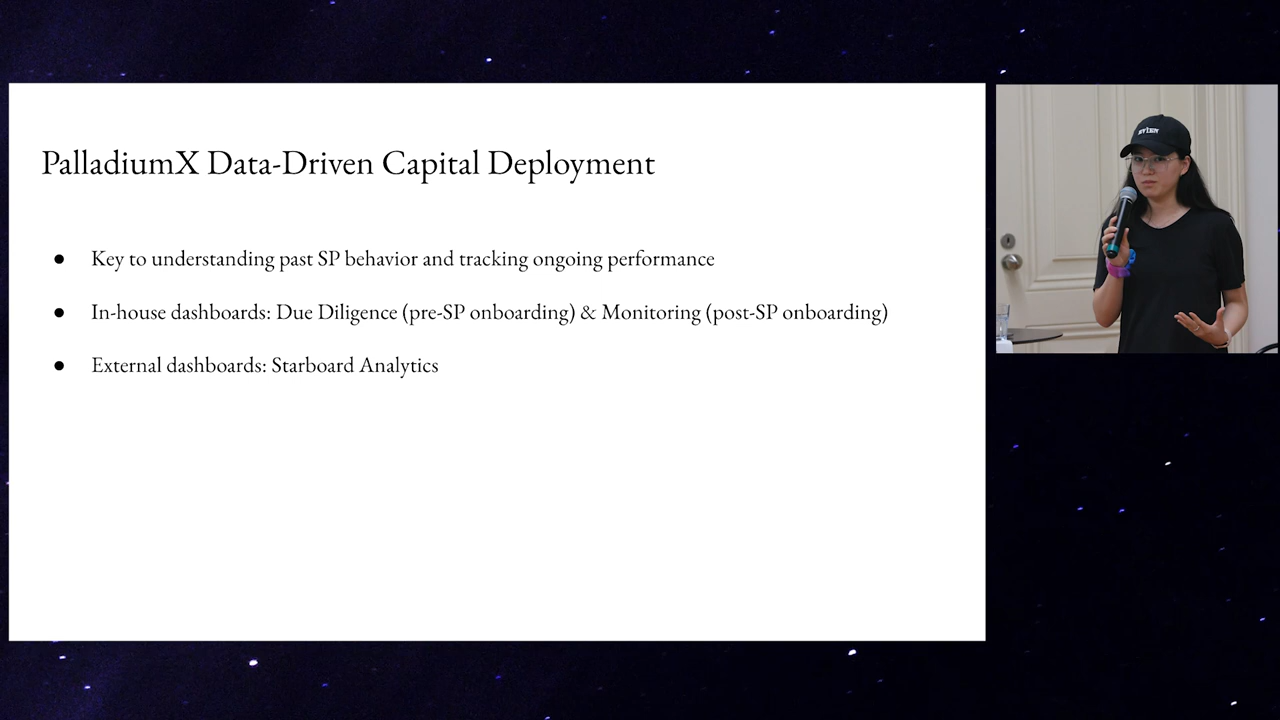 PalladiumX Data-Driven Capital Deployment
● Key to understanding past SP behavior and tracking ongoing performance
● In-house dashboards: Due Diligence (pre-SP onboarding) & Monitoring (post-SP onboarding)
● External dashboards: Starboard Analytics